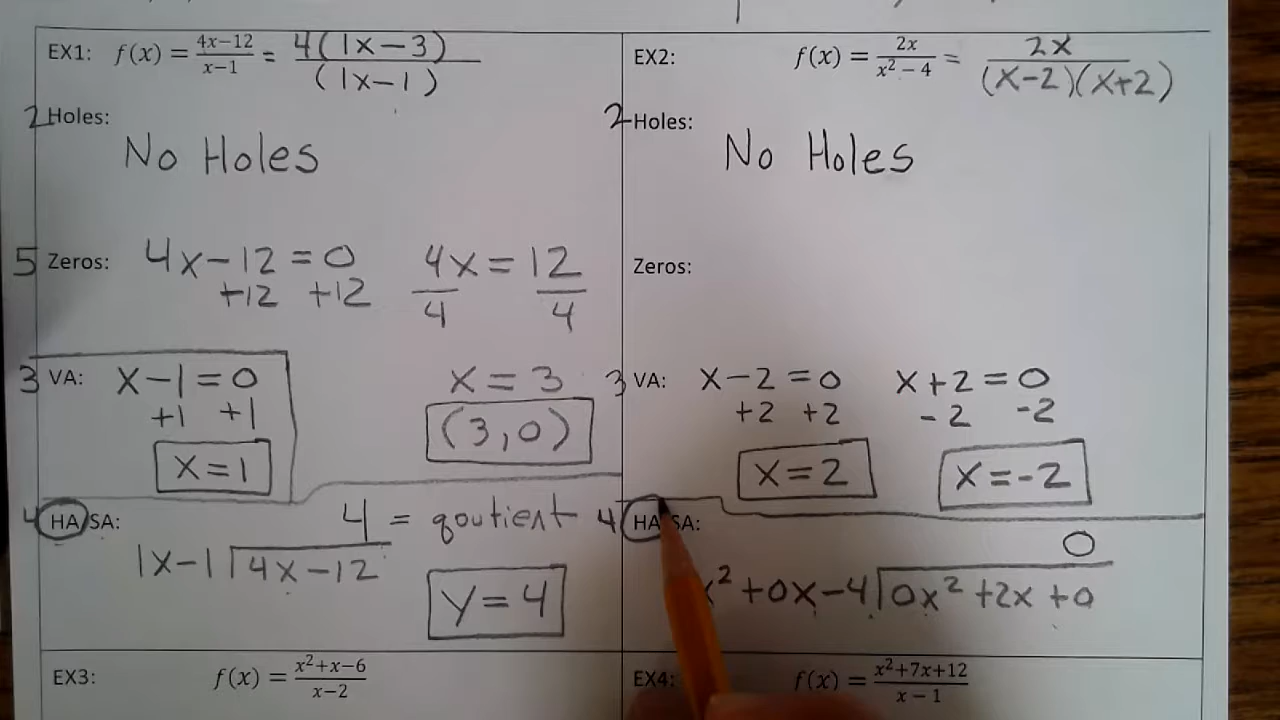 EX1: f(x) = 4x−12 / x−1 = 4(1x−3) / (1x−1)
2 Holes:
No Holes
5 Zeros: 4x−12 = 0 4x = 12
+12 +12 4 4
x = 3
(3,0)
3 VA: x−1 = 0
+1 +1
x = 1
4 HA/SA: 4 = qoutient
1x−1 4x−12
y = 4
EX2: f(x) = 2x / x² − 4 = 2x / (x−2)(x+2)
2 Holes:
No Holes
Zeros:
3 VA: x−2 = 0 x+2 = 0
+2 +2 −2 −2
x = 2 x = −2
4 HA SA:
0
x² +0x −4 0x² +2x +0
EX3: f(x) = x²+x−6 / x−2
EX4: f(x) = x²+7x+12 / x − 1